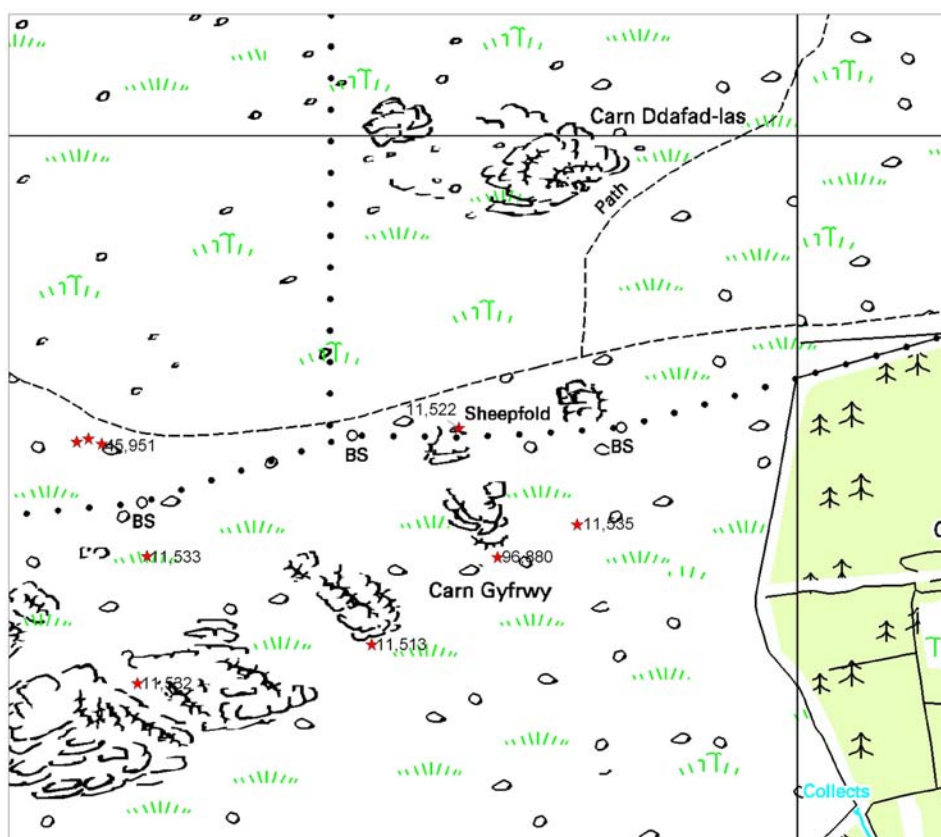 Carn Ddafad-las
Path
11,522
Sheepfold
45,951
BS
BS
BS
11,535
11,533
96,880
Carn Gyfrwy
11,513
11,532
Collects